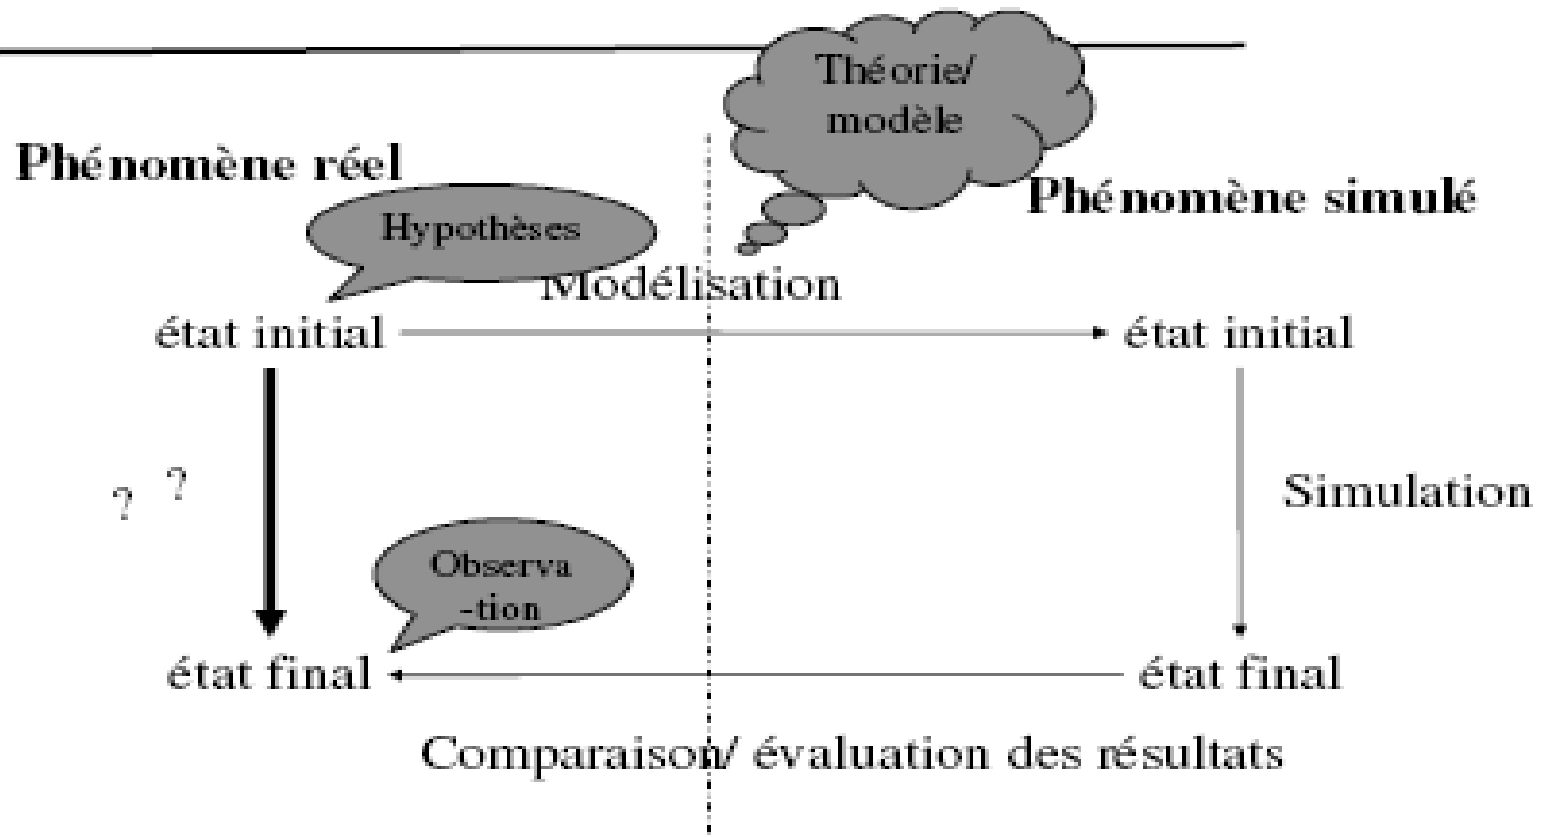 Théorie/
modèle
Phénomène réel
Phénomène simulé
Hypothèses
Modélisation
état initial
état initial
? ?
Simulation
Observa
-tion
état final
état final
Comparaison/ évaluation des résultats